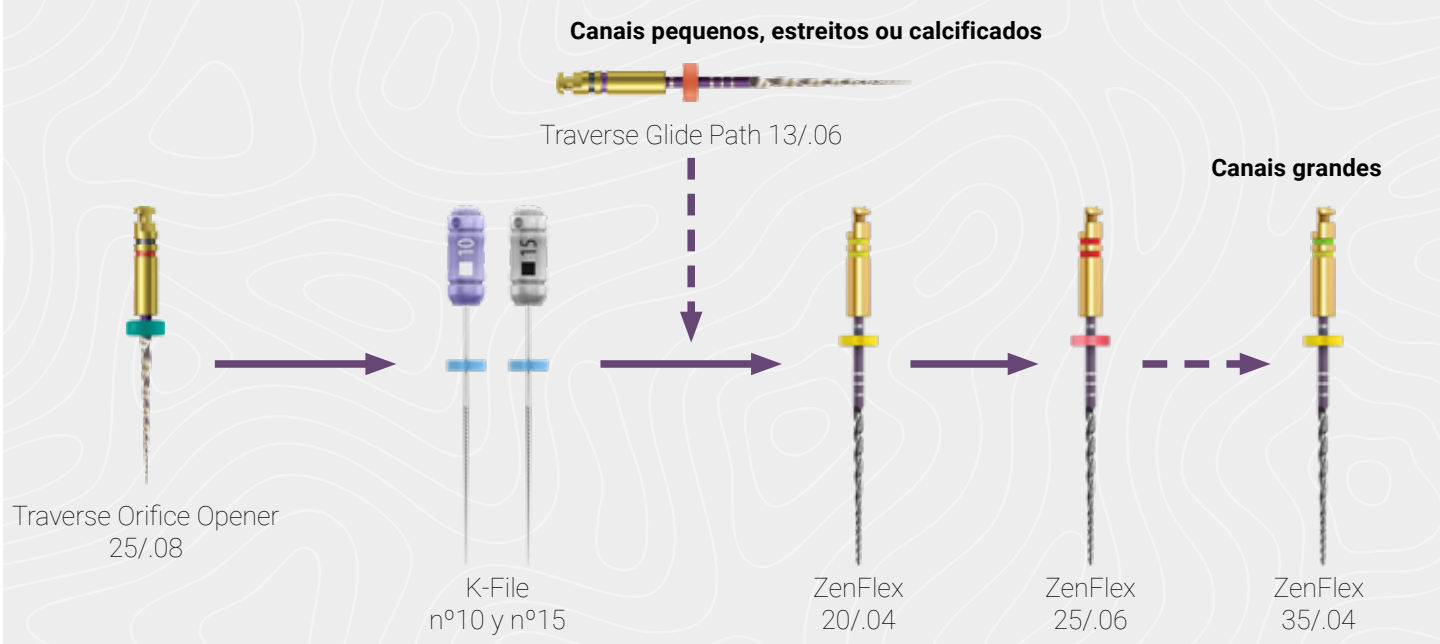 Canais pequenos, estreitos ou calcificados
Traverse Glide Path 13/.06
Canais grandes
10
15
Traverse Orifice Opener
25/.08
K-File
nº10 y nº15
ZenFlex
20/.04
ZenFlex
25/.06
ZenFlex
35/.04